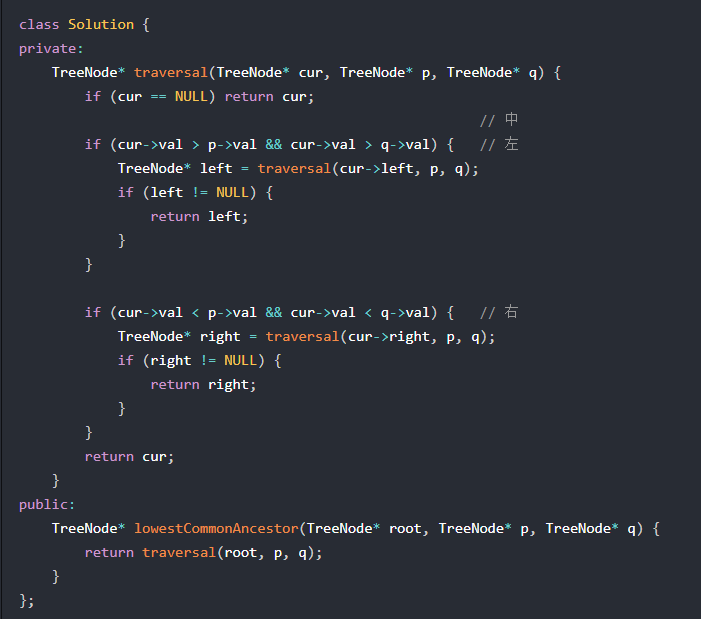 class Solution {
private:
    TreeNode* traversal(TreeNode* cur, TreeNode* p, TreeNode* q) {
        if (cur == NULL) return cur;
                                                        // 中
        if (cur->val > p->val && cur->val > q->val) {   // 左
            TreeNode* left = traversal(cur->left, p, q);
            if (left != NULL) {
                return left;
            }
        }

        if (cur->val < p->val && cur->val < q->val) {   // 右
            TreeNode* right = traversal(cur->right, p, q);
            if (right != NULL) {
                return right;
            }
        }
        return cur;
    }
public:
    TreeNode* lowestCommonAncestor(TreeNode* root, TreeNode* p, TreeNode* q) {
        return traversal(root, p, q);
    }
};